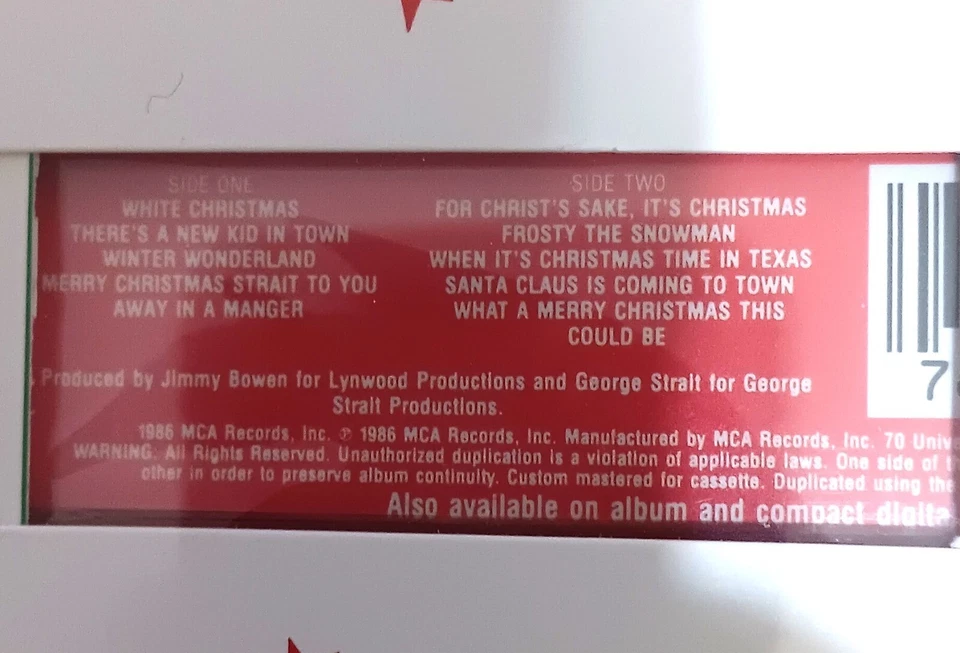 SIDE ONE
WHITE CHRISTMAS
THERE'S A NEW KID IN TOWN
WINTER WONDERLAND
MERRY CHRISTMAS STRAIT TO YOU
AWAY IN A MANGER
SIDE TWO
FOR CHRIST'S SAKE, IT'S CHRISTMAS
FROSTY THE SNOWMAN
WHEN IT'S CHRISTMAS TIME IN TEXAS
SANTA CLAUS IS COMING TO TOWN
WHAT A MERRY CHRISTMAS THIS
COULD BE
Produced by Jimmy Bowen for Lynwood Productions and George Strait for George
Strait Productions.
1986 MCA Records, Inc. ℗ 1986 MCA Records, Inc. Manufactured by MCA Records, Inc. 70 Unive
WARNING: All Rights Reserved. Unauthorized duplication is a violation of applicable laws. One side of
other in order to preserve album continuity. Custom mastered for cassette. Duplicated using the
Also available on album and compact digita
7